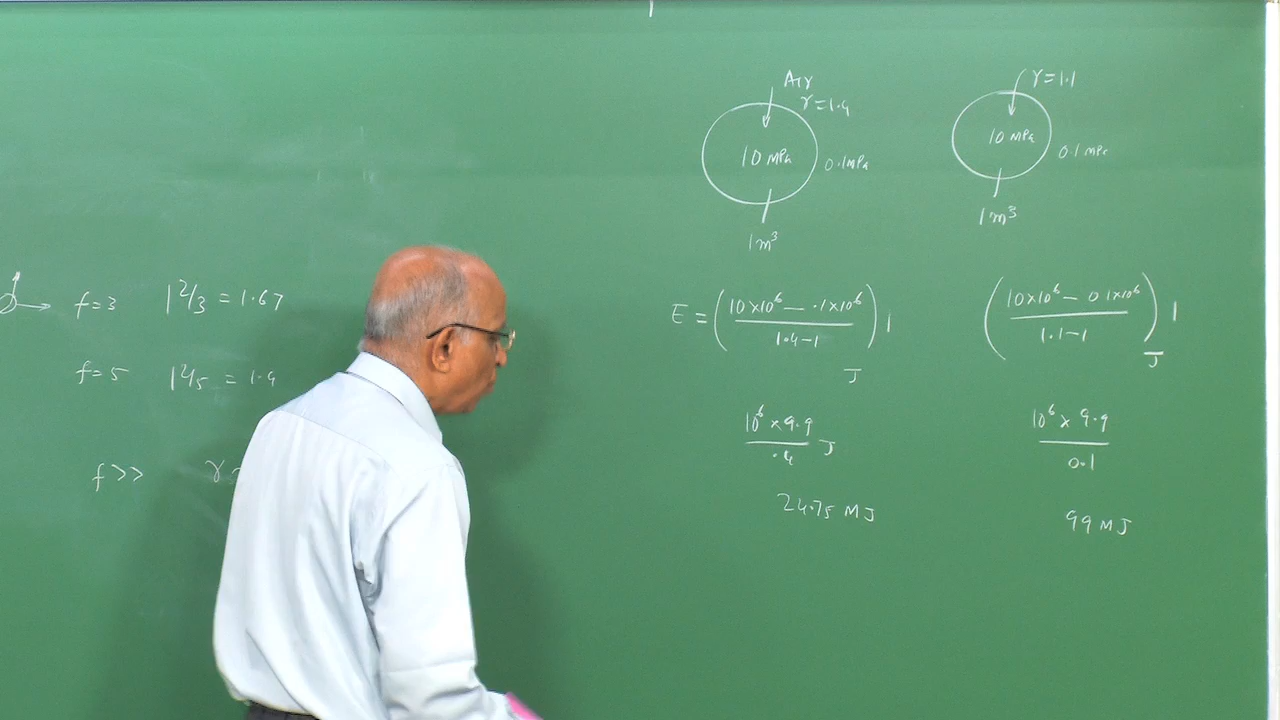 f=3 1 2/3 = 1.67
f=5 1 2/5 = 1.4
f>> γ
Air
γ=1.4
10 MPa 0.1MPa
1m³
E = (10×10⁶ — .1×10⁶ / 1.4-1) 1
J
10⁶ × 9.9 / .4 J
24.75 MJ
γ=1.1
10 MPa 0.1 MPa
1m³
(10×10⁶ — 0.1×10⁶ / 1.1-1) 1
J
10⁶ × 9.9 / 0.1
99 MJ